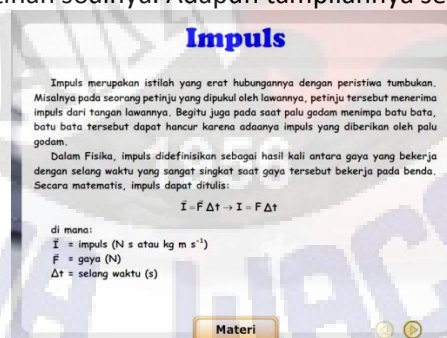 Impuls
Impuls merupakan istilah yang erat hubungannya dengan peristiwa tumbukan.
Misalnya pada seorang petinju yang dipukul oleh lawannya, petinju tersebut menerima
impuls dari tangan lawannya. Begitu juga pada saat palu godam menimpa batu bata,
batu bata tersebut dapat hancur karena adaanya impuls yang diberikan oleh palu
godam.
Dalam Fisika, impuls didefinisikan sebagai hasil kali antara gaya yang bekerja
dengan selang waktu yang sangat singkat saat gaya tersebut bekerja pada benda.
Secara matematis, impuls dapat ditulis:
I⃗ = F⃗ Δt → I = F Δt
di mana:
I⃗ = impuls (N s atau kg m s⁻¹)
F⃗ = gaya (N)
Δt = selang waktu (s)
Materi